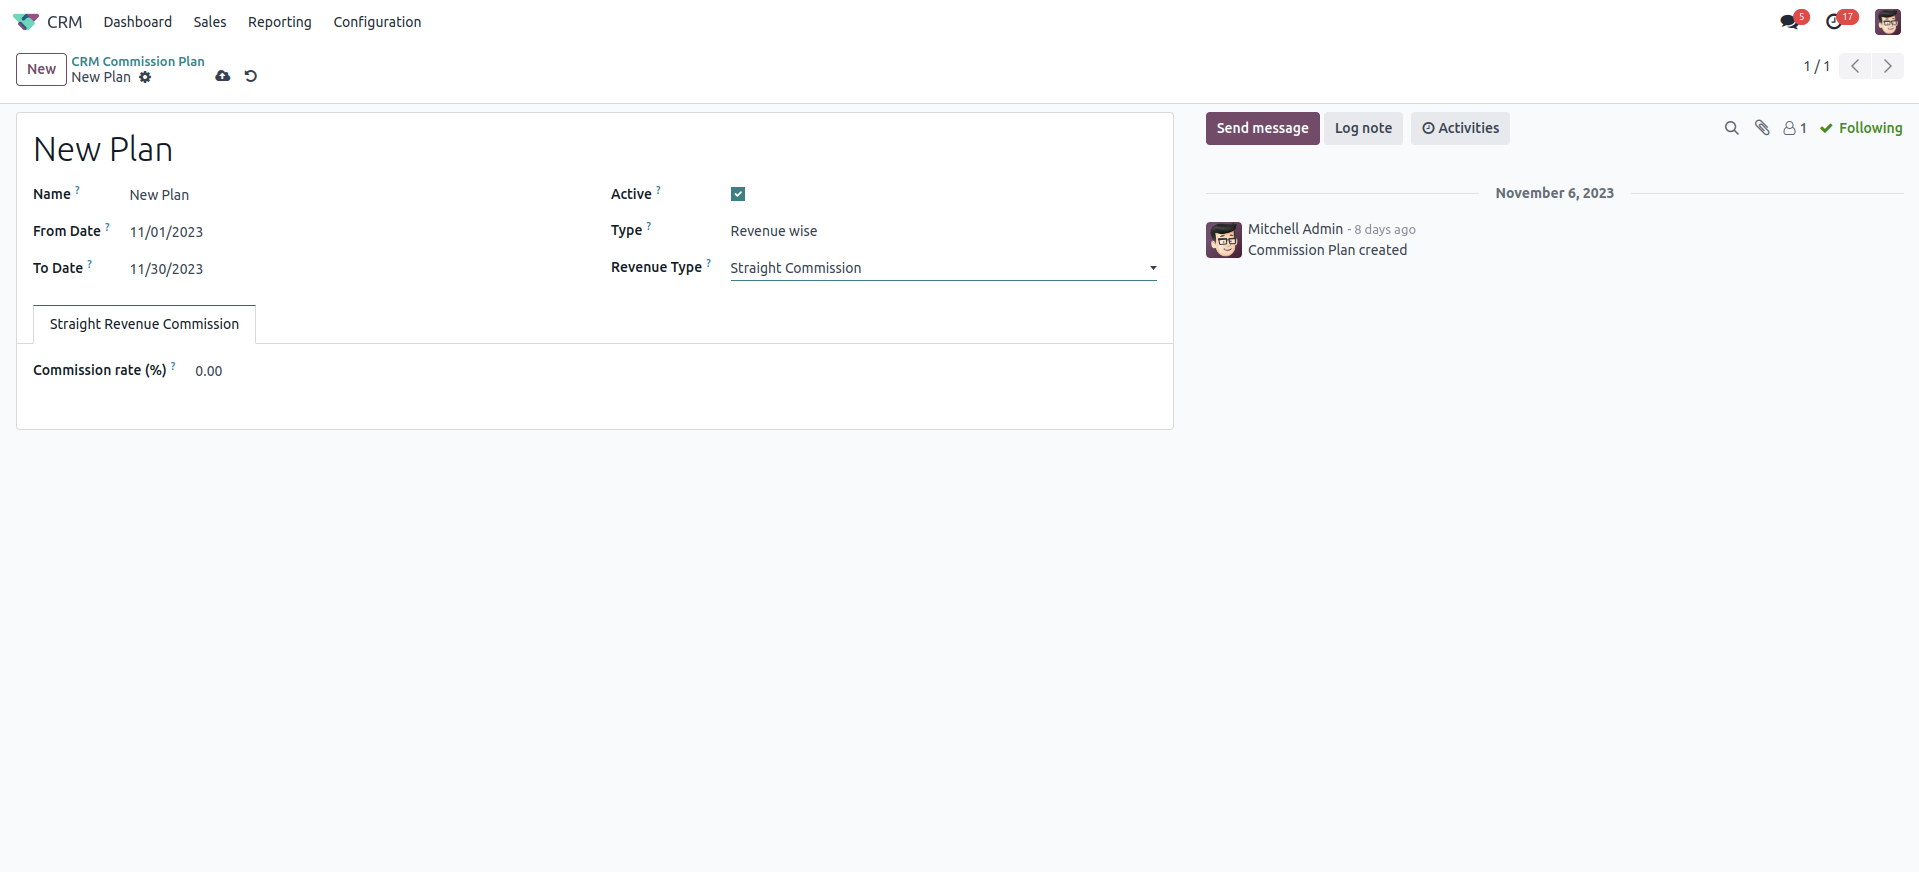 CRM Dashboard Sales Reporting Configuration 5 17
New CRM Commission Plan
New Plan
1 / 1
New Plan
Name ? New Plan
From Date ? 11/01/2023
To Date ? 11/30/2023
Active ?
Type ? Revenue wise
Revenue Type ? Straight Commission
Straight Revenue Commission
Commission rate (%) ? 0.00
Send message Log note Activities 1 Following
November 6, 2023
Mitchell Admin - 8 days ago
Commission Plan created